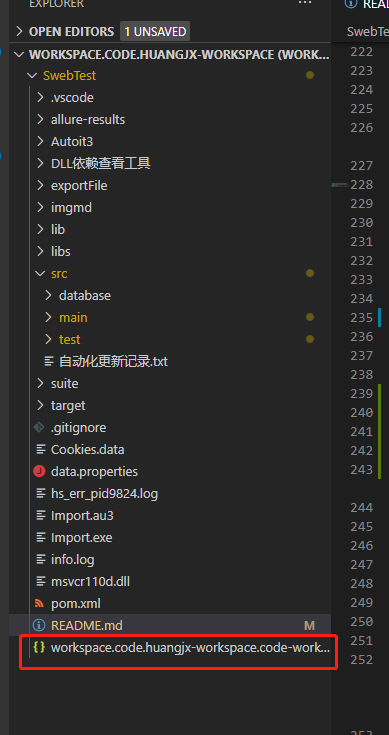 EXPLORER
···
READ
OPEN EDITORS 1 UNSAVED
WORKSPACE.CODE.HUANGJX-WORKSPACE (WORK...
SwebTest
.vscode
allure-results
Autoit3
DLL依赖查看工具
exportFile
imgmd
lib
libs
src
database
main
test
自动化更新记录.txt
suite
target
.gitignore
Cookies.data
J data.properties
hs_err_pid9824.log
Import.au3
Import.exe
info.log
msvcr110d.dll
pom.xml
README.md M
{} workspace.code.huangjx-workspace.code-work...
SwebTest
222
223
224
225
226
227
228
229
230
231
232
233
234
235
236
237
238
239
240
241
242
243
244
245
246
247
248
249
250
251
252
253